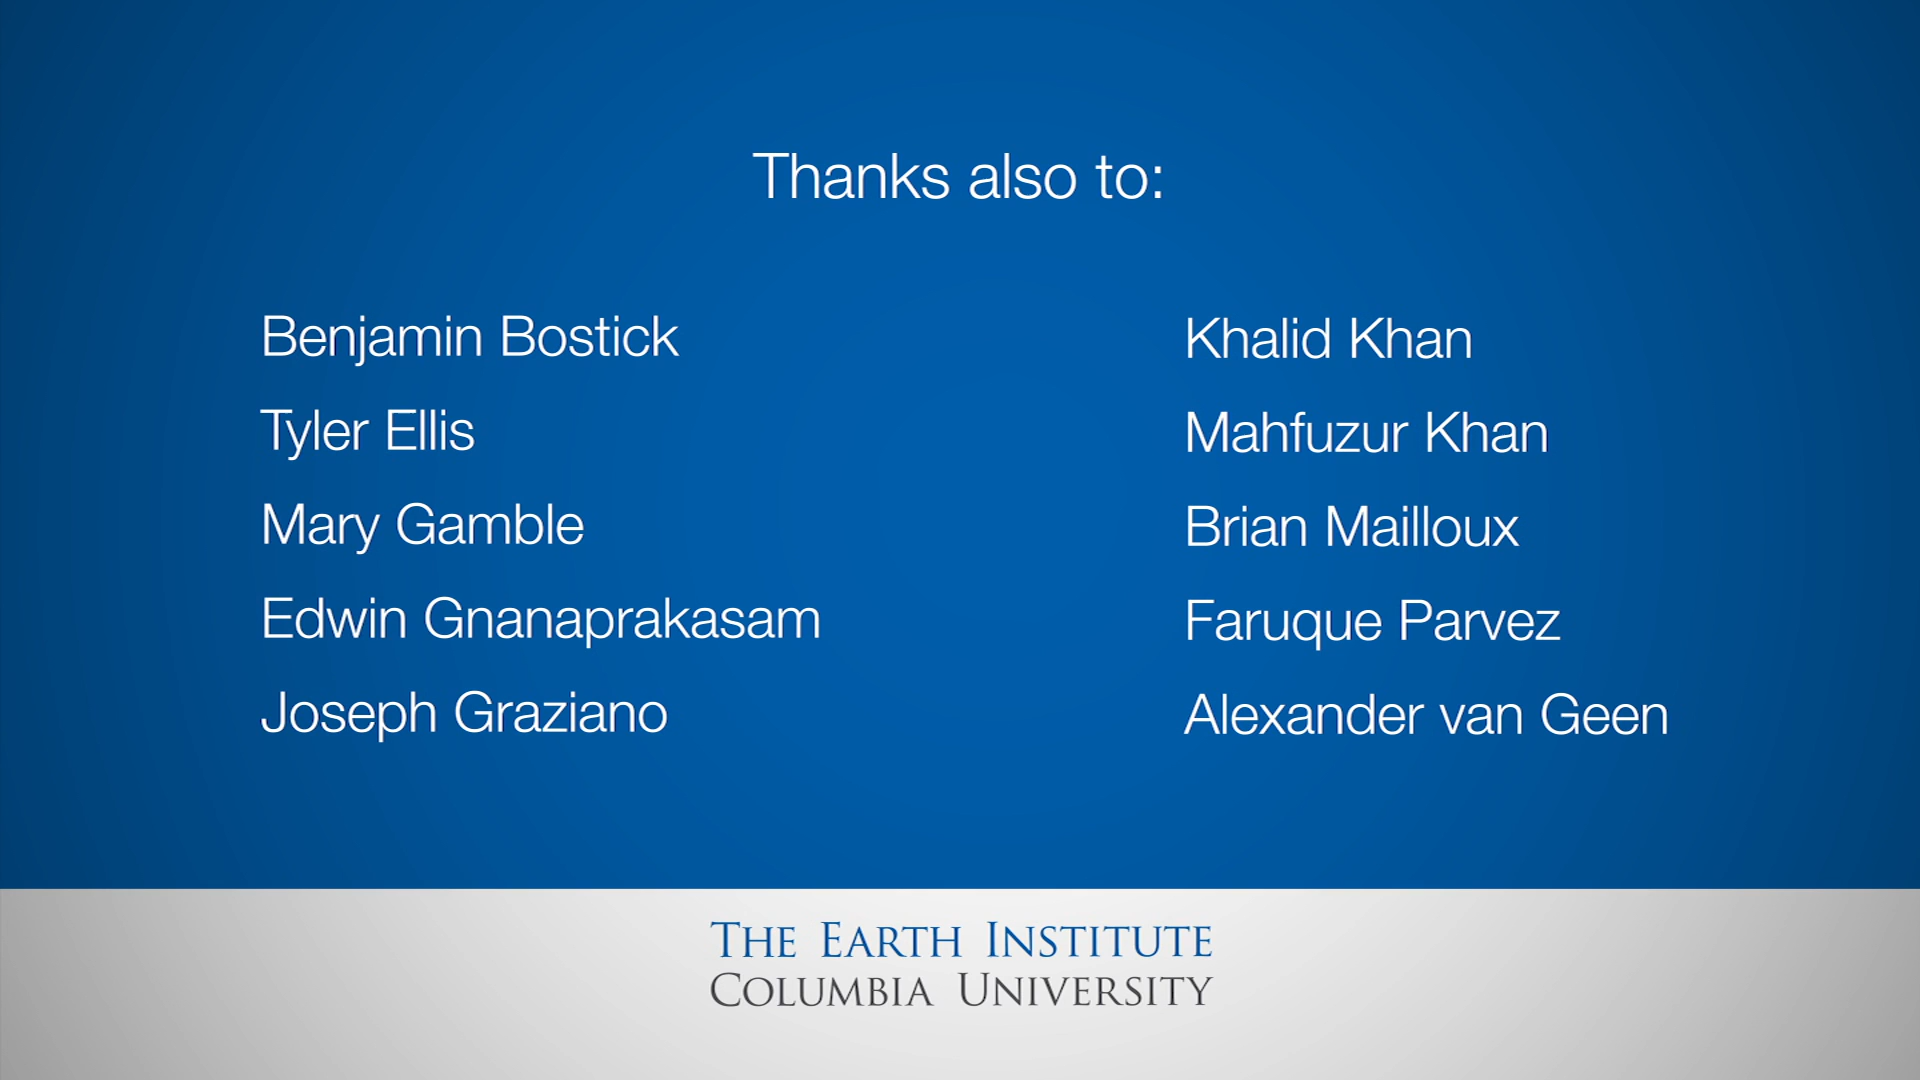 Thanks also to:
Benjamin Bostick
Tyler Ellis
Mary Gamble
Edwin Gnanaprakasam
Joseph Graziano
Khalid Khan
Mahfuzur Khan
Brian Mailloux
Faruque Parvez
Alexander van Geen
The Earth Institute
Columbia University